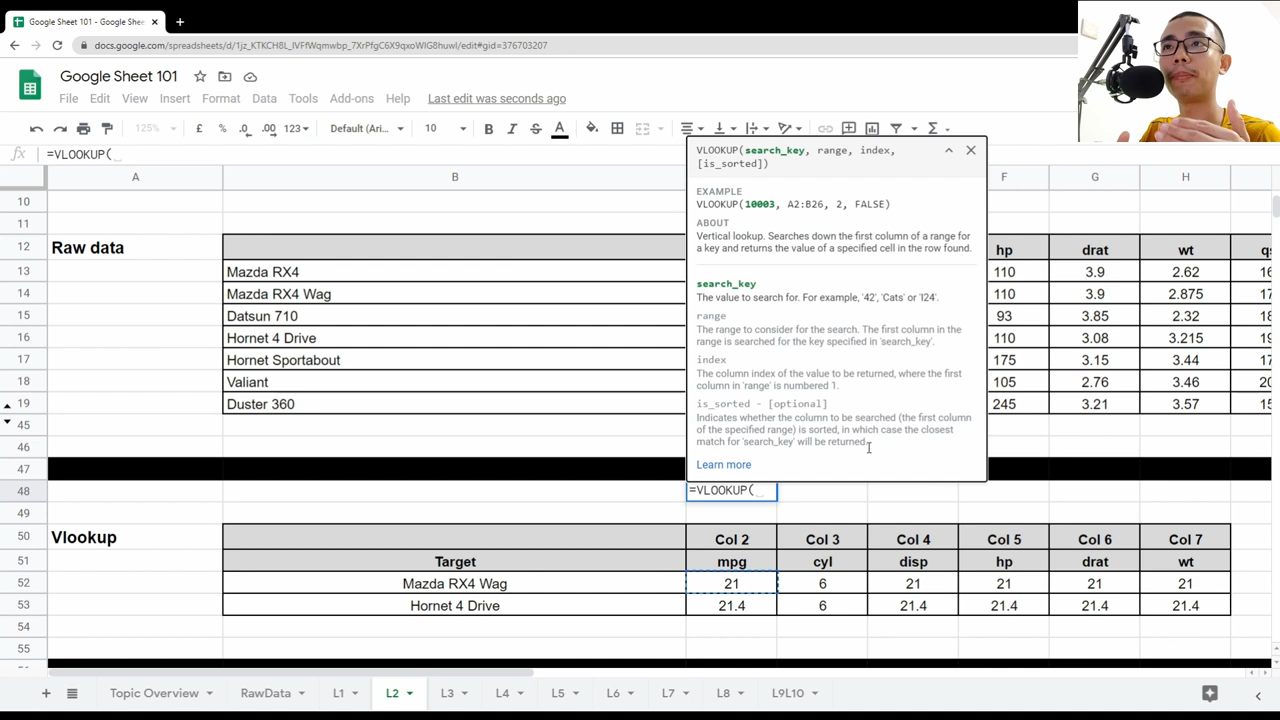 Google Sheet 101 - Google Shee
docs.google.com/spreadsheets/d/1jz_KTKCH8L_lVFfWqmwbp_7XrPfgC6X9qxoWIG8huwI/edit#gid=376703207
Google Sheet 101
File Edit View Insert Format Data Tools Add-ons Help Last edit was seconds ago
125% £ % .0 .00 123 Default (Ari... 10 B I S A
fx =VLOOKUP(
A B F G H
10
11
12 Raw data hp drat wt qs
13 Mazda RX4 110 3.9 2.62 16
14 Mazda RX4 Wag 110 3.9 2.875 17
15 Datsun 710 93 3.85 2.32 18
16 Hornet 4 Drive 110 3.08 3.215 19
17 Hornet Sportabout 175 3.15 3.44 17
18 Valiant 105 2.76 3.46 20
19 Duster 360 245 3.21 3.57 15
VLOOKUP(search_key, range, index,
[is_sorted])
EXAMPLE
VLOOKUP(10003, A2:B26, 2, FALSE)
ABOUT
Vertical lookup. Searches down the first column of a range for
a key and returns the value of a specified cell in the row found.
search_key
The value to search for. For example, '42', 'Cats' or 'I24'.
range
The range to consider for the search. The first column in the
range is searched for the key specified in 'search_key'.
index
The column index of the value to be returned, where the first
column in 'range' is numbered 1.
is_sorted - [optional]
Indicates whether the column to be searched (the first column
of the specified range) is sorted, in which case the closest
match for 'search_key' will be returned.
Learn more
45
46
47
48 =VLOOKUP(
49
50 Vlookup Col 2 Col 3 Col 4 Col 5 Col 6 Col 7
51 Target mpg cyl disp hp drat wt
52 Mazda RX4 Wag 21 6 21 21 21 21
53 Hornet 4 Drive 21.4 6 21.4 21.4 21.4 21.4
54
55
Topic Overview RawData L1 L2 L3 L4 L5 L6 L7 L8 L9L10